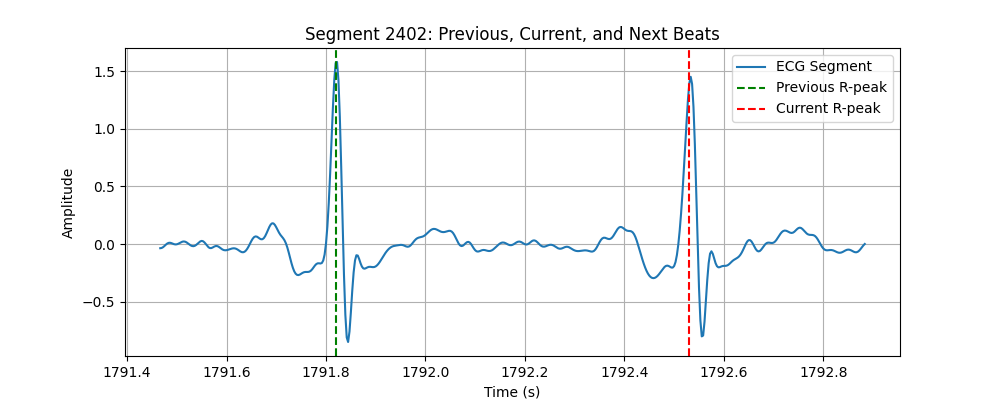 Segment 2402: Previous, Current, and Next Beats
ECG Segment
Previous R-peak
Current R-peak
1.5
1.0
0.5
0.0
−0.5
Amplitude
1791.4 1791.6 1791.8 1792.0 1792.2 1792.4 1792.6 1792.8
Time (s)